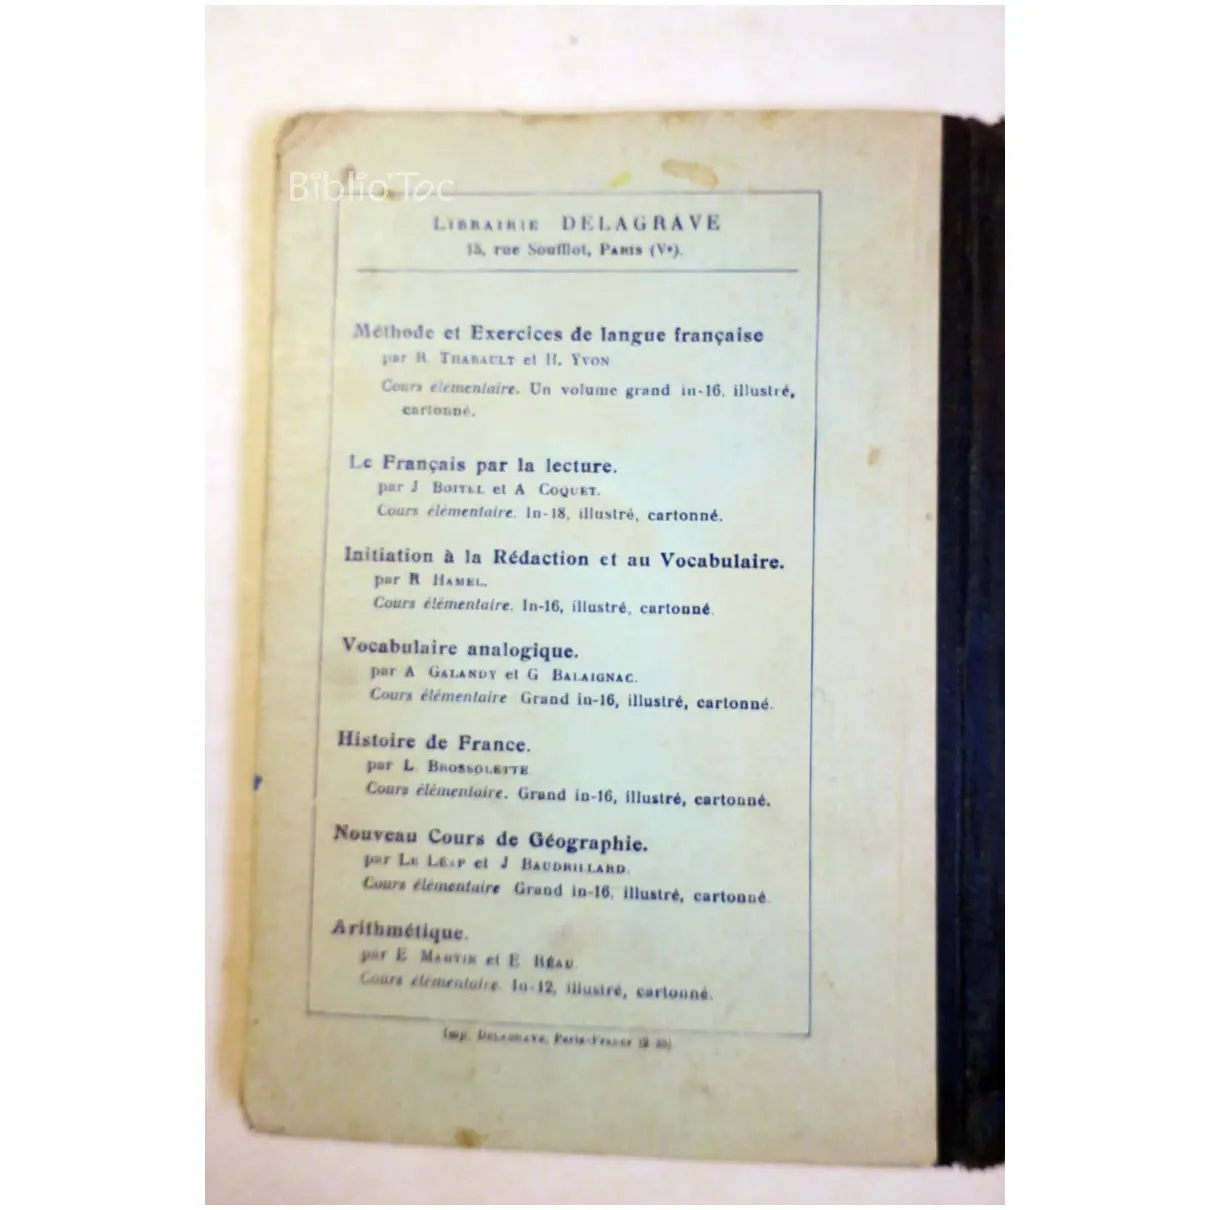 Biblio'Toc
LIBRAIRIE DELAGRAVE
15, rue Soufflot, PARIS (Vᵉ).
Méthode et Exercices de langue française
par R. THABAULT et H. YVON
Cours élémentaire. Un volume grand in-16, illustré,
cartonné.
Le Français par la lecture.
par J BOITEL et A COQUET.
Cours élémentaire. In-18, illustré, cartonné.
Initiation à la Rédaction et au Vocabulaire.
par R HAMEL.
Cours élémentaire. In-16, illustré, cartonné.
Vocabulaire analogique.
par A GALANDY et G BALAIGNAC.
Cours élémentaire Grand in-16, illustré, cartonné.
Histoire de France.
par L. BROSSOLETTE
Cours élémentaire. Grand in-16, illustré, cartonné.
Nouveau Cours de Géographie.
par LE LÉAP et J BAUDRILLARD.
Cours élémentaire Grand in-16, illustré, cartonné
Arithmétique.
par E MARTIN et E RÉAU.
Cours élémentaire. In-12, illustré, cartonné.
Imp. DELAGRAVE, Paris-France